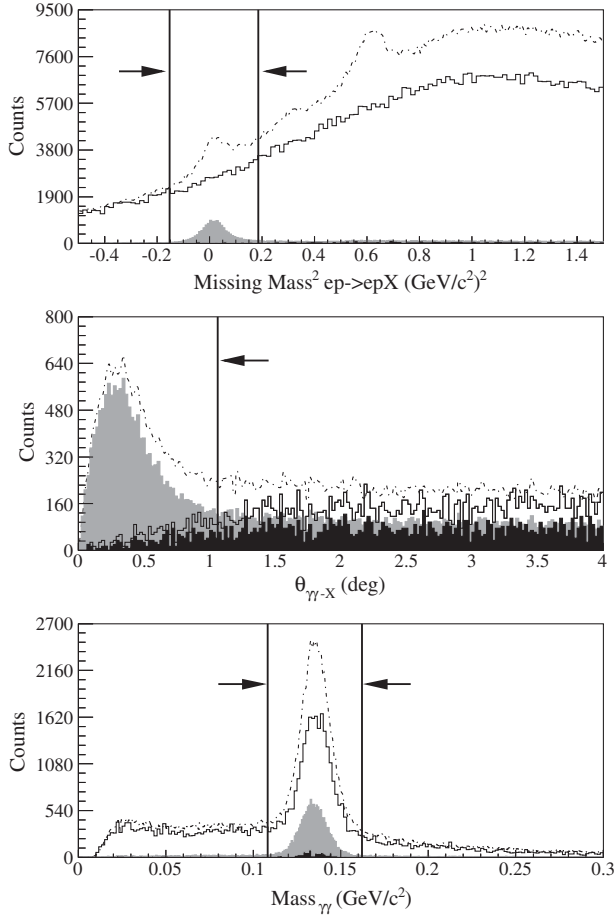 9500
7600
5700
3800
1900
0
Counts
-0.4 -0.2 0 0.2 0.4 0.6 0.8 1 1.2 1.4
Missing Mass² ep->epX (GeV/c²)²
800
640
480
320
160
0
Counts
0 0.5 1 1.5 2 2.5 3 3.5 4
θγγ-X (deg)
2700
2160
1620
1080
540
0
Counts
0 0.05 0.1 0.15 0.2 0.25 0.3
Massγγ (GeV/c²)